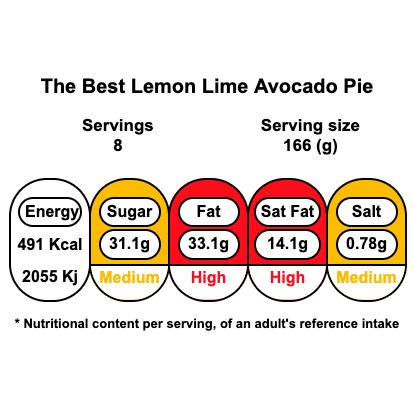 The Best Lemon Lime Avocado Pie
Servings
8
Serving size
166 (g)
Energy
491 Kcal
2055 Kj
Sugar
31.1g
Medium
Fat
33.1g
High
Sat Fat
14.1g
High
Salt
0.78g
Medium
* Nutritional content per serving, of an adult's reference intake